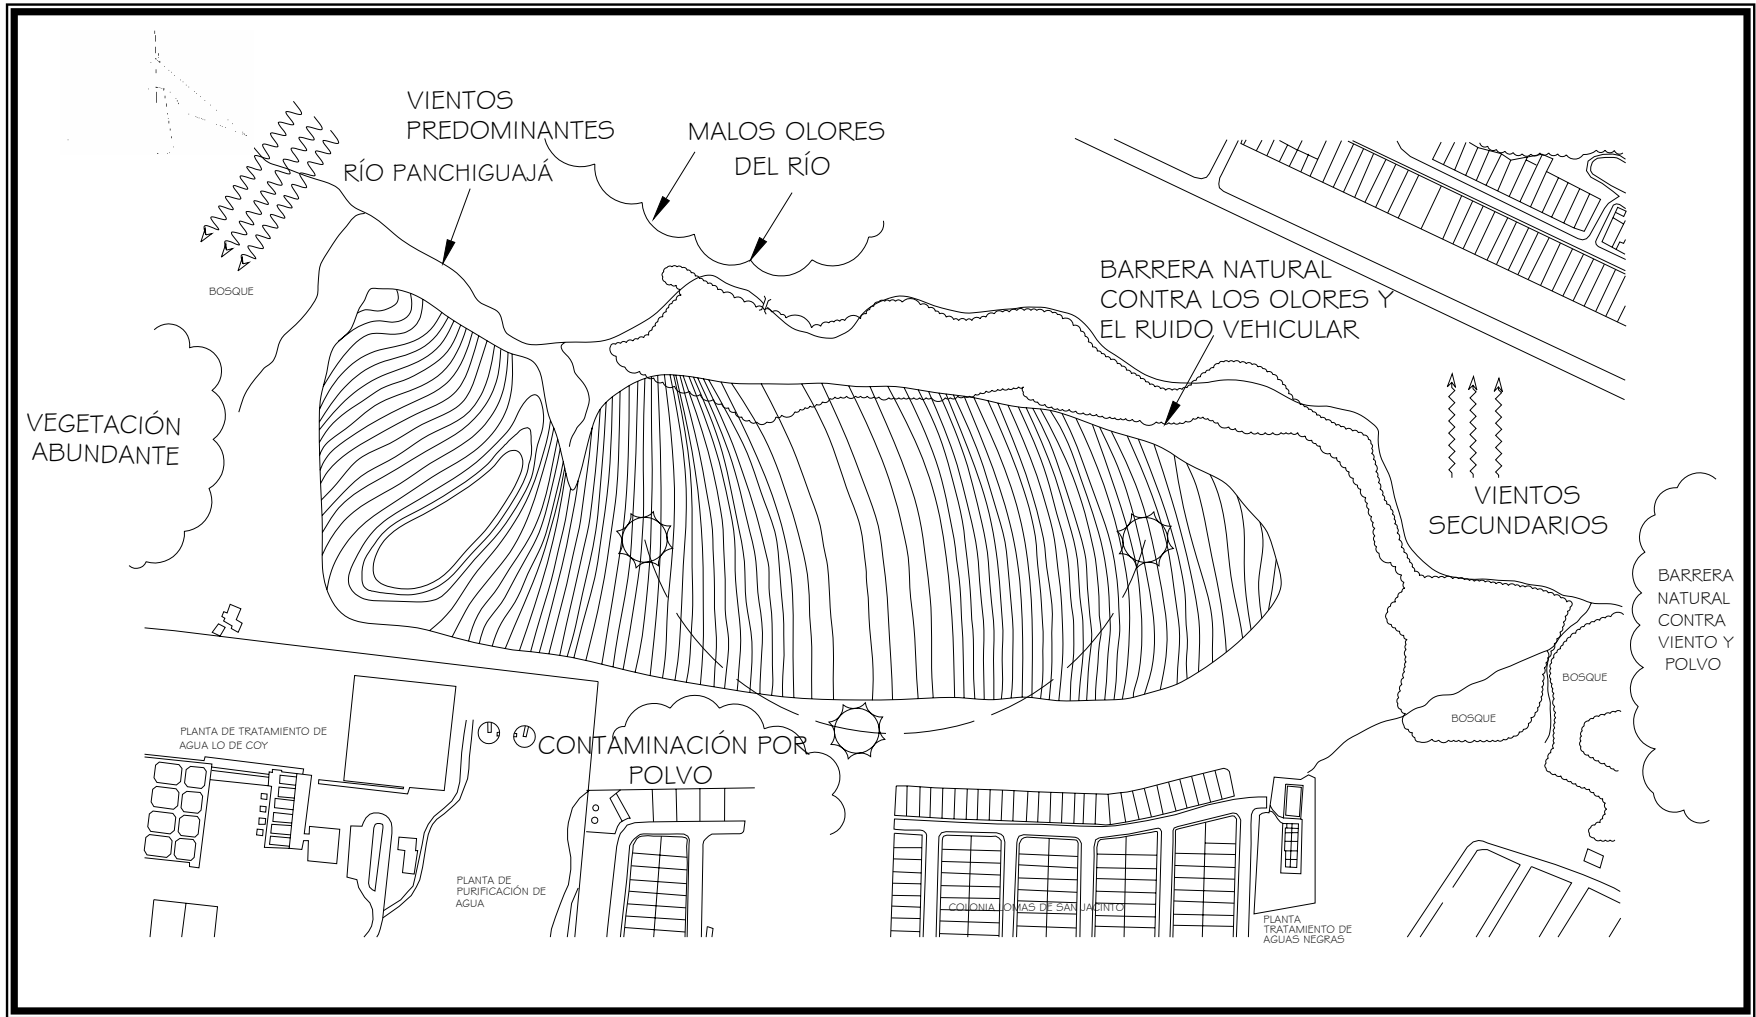 VIENTOS
PREDOMINANTES
RÍO PANCHIGUAJÁ
MALOS OLORES
DEL RÍO
BARRERA NATURAL
CONTRA LOS OLORES Y
EL RUIDO VEHICULAR
BOSQUE
VEGETACIÓN
ABUNDANTE
VIENTOS
SECUNDARIOS
BARRERA
NATURAL
CONTRA
VIENTO Y
POLVO
BOSQUE
BOSQUE
PLANTA DE TRATAMIENTO DE
AGUA LO DE COY
CONTAMINACIÓN POR
POLVO
PLANTA DE
PURIFICACIÓN DE
AGUA
COLONIA LOMAS DE SAN JACINTO
PLANTA
TRATAMIENTO DE
AGUAS NEGRAS